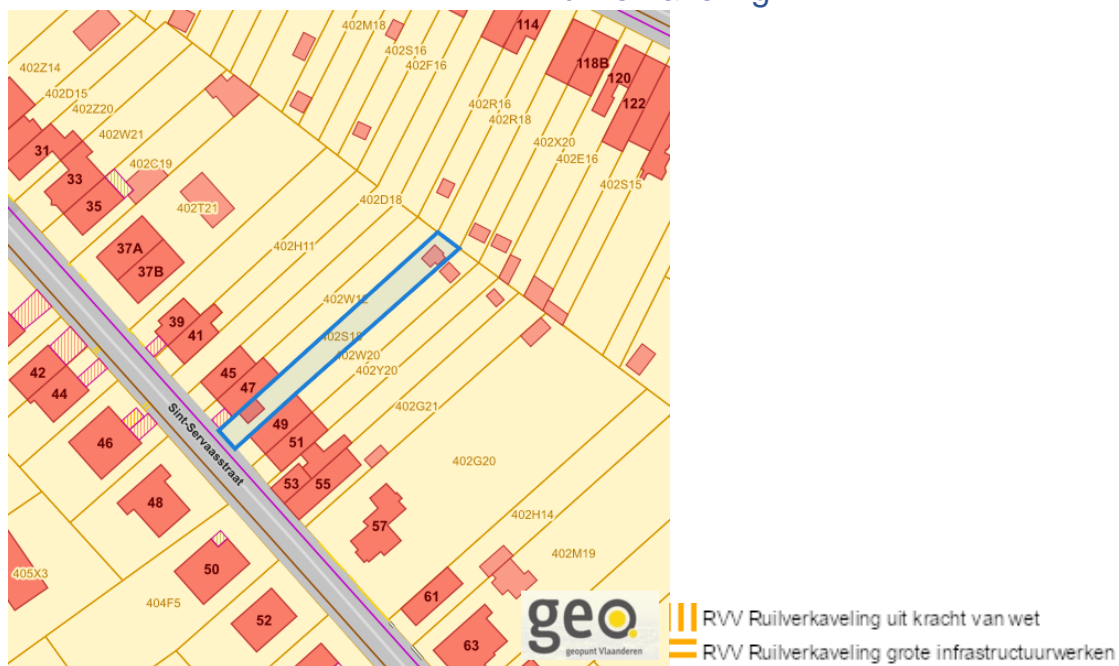 114
402M18
402S16
402F16
118B
120
122
402Z14
402D15
402Z20
402R16
402R18
402W21
31
402X20
402E16
402C19
33
402S15
35
402D18
402T21
37A
402H11
37B
402W12
39
41
402W20
402Y20
45
42
47
44
402G21
49
Sint-Servaasstraat
46
51
402G20
53
55
48
402H14
57
402M19
50
405X3
404F5
61
52
63
geo
geopunt Vlaanderen
RVV Ruilverkaveling uit kracht van wet
RVV Ruilverkaveling grote infrastructuurwerken